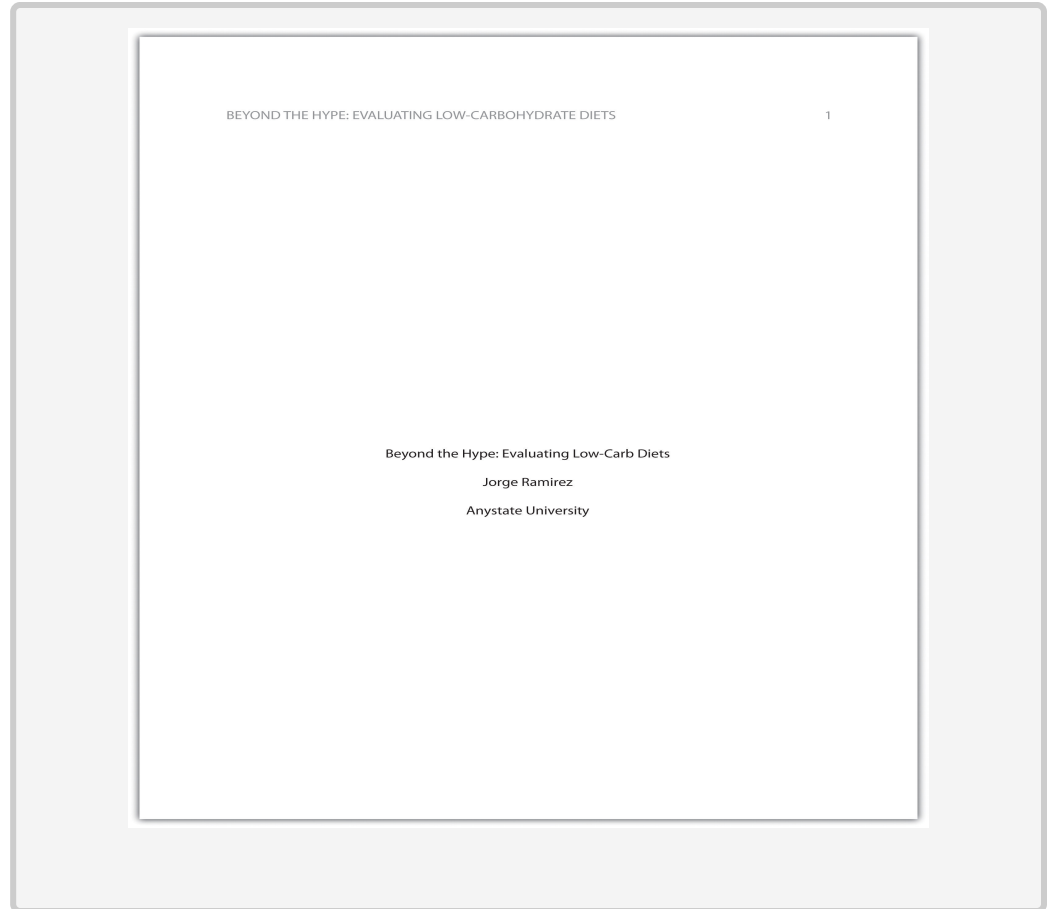 BEYOND THE HYPE: EVALUATING LOW-CARBOHYDRATE DIETS 1
Beyond the Hype: Evaluating Low-Carb Diets
Jorge Ramirez
Anystate University